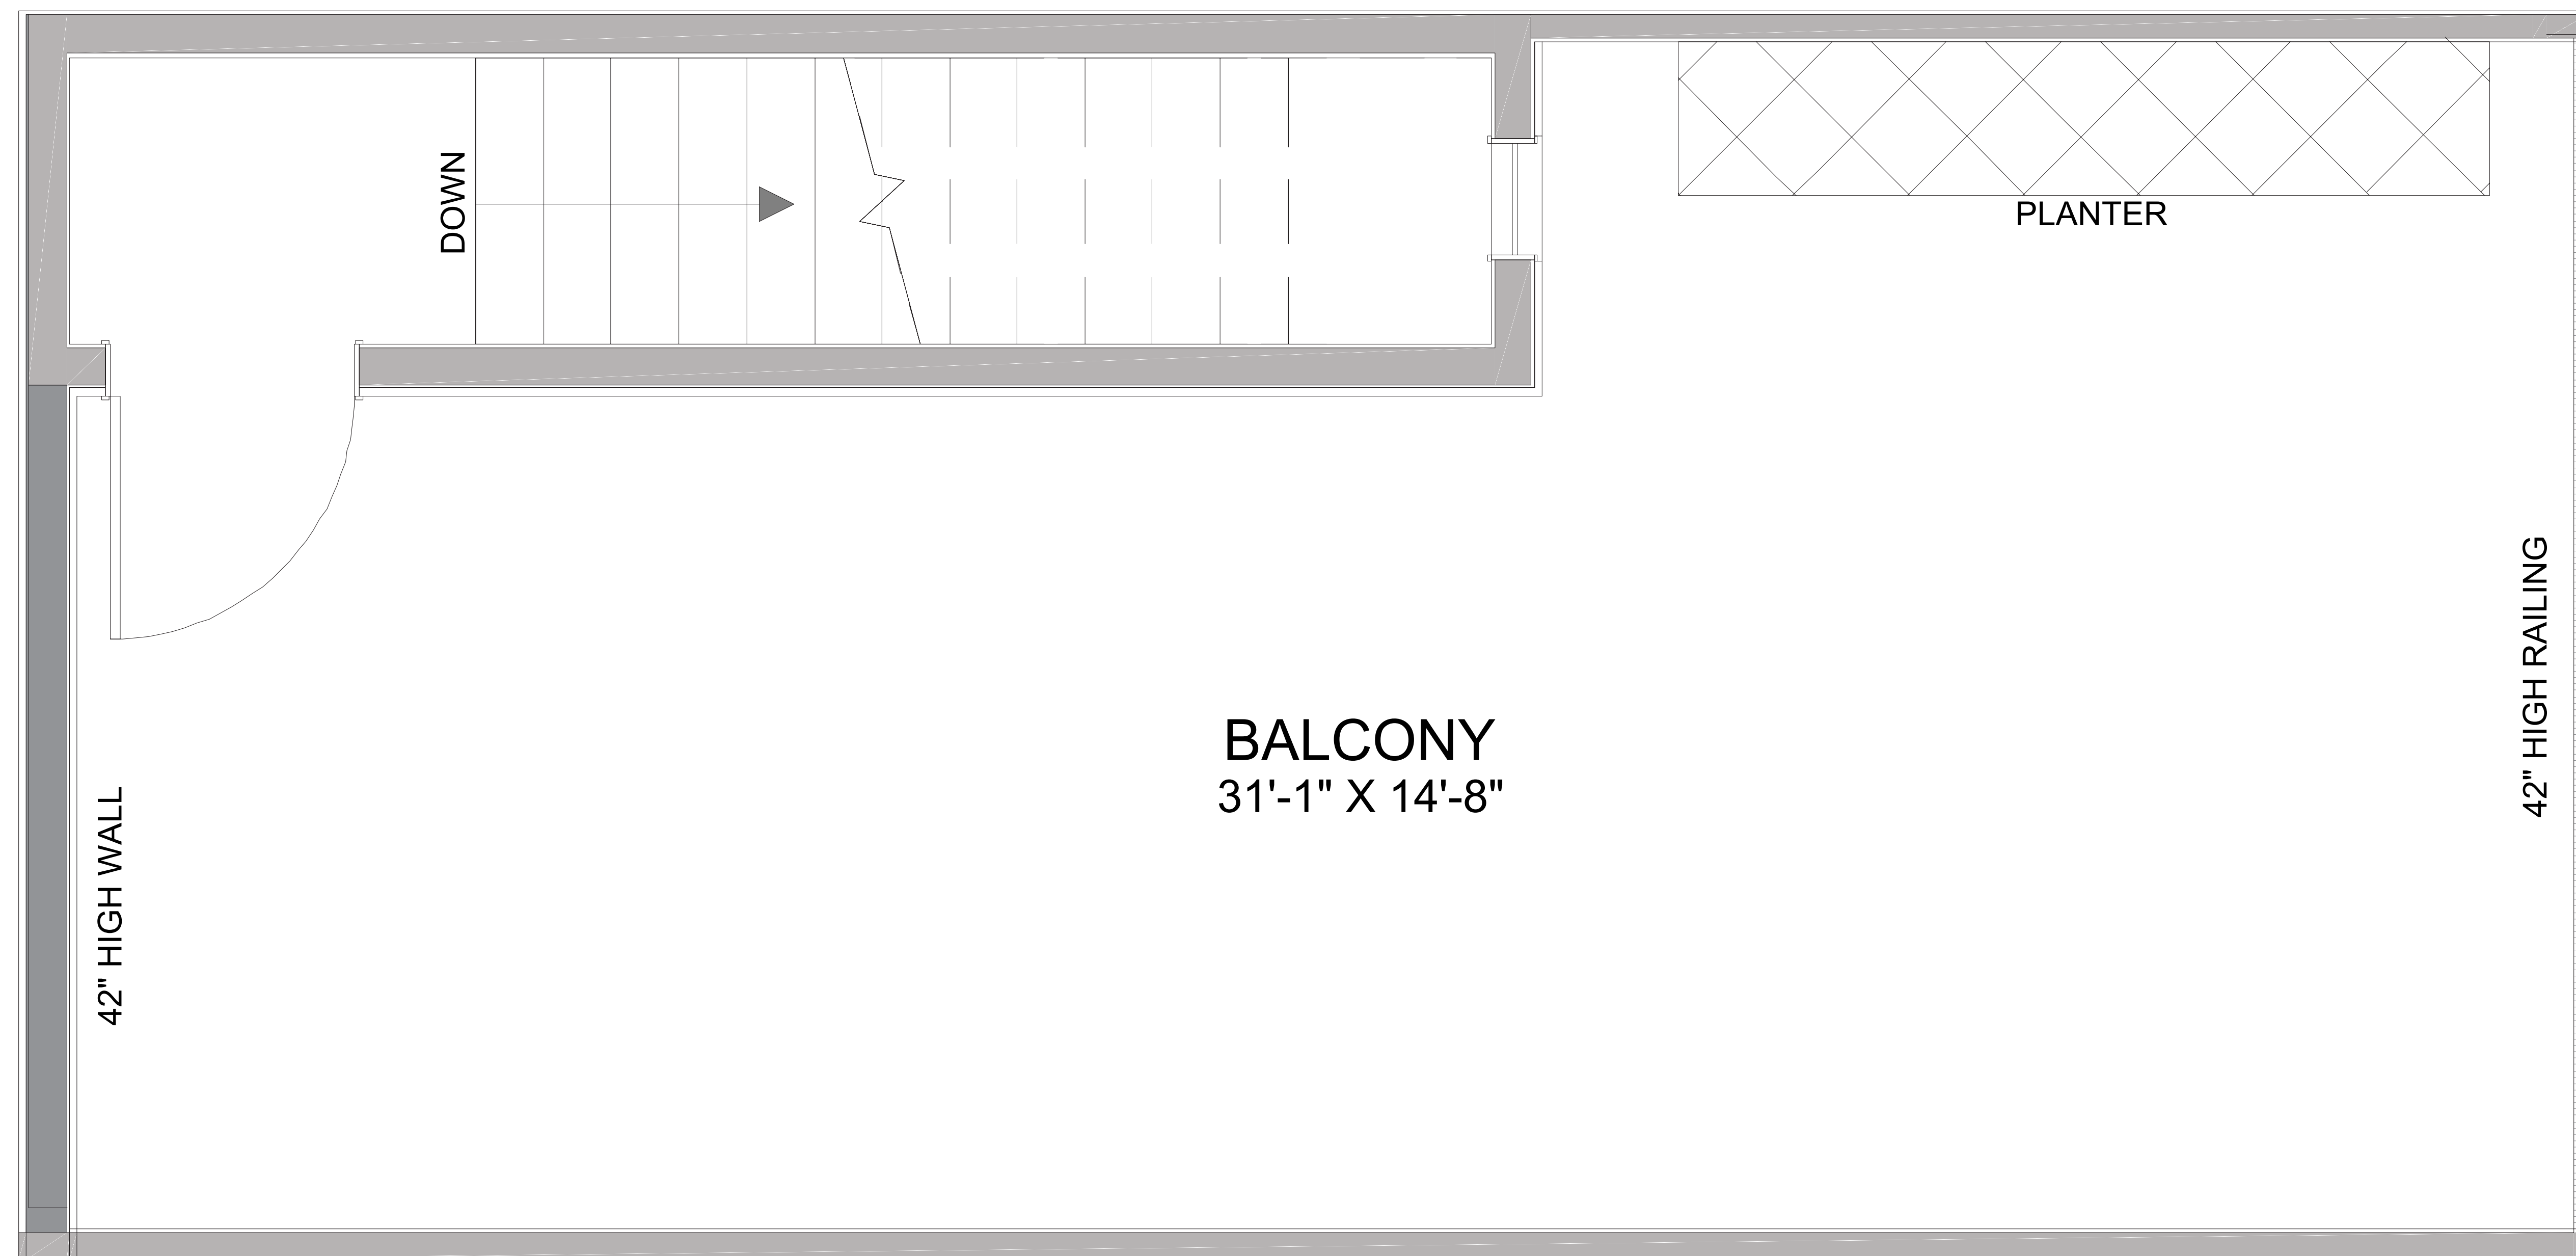 DOWN
PLANTER
42" HIGH RAILING
BALCONY
31'-1" X 14'-8"
42" HIGH WALL